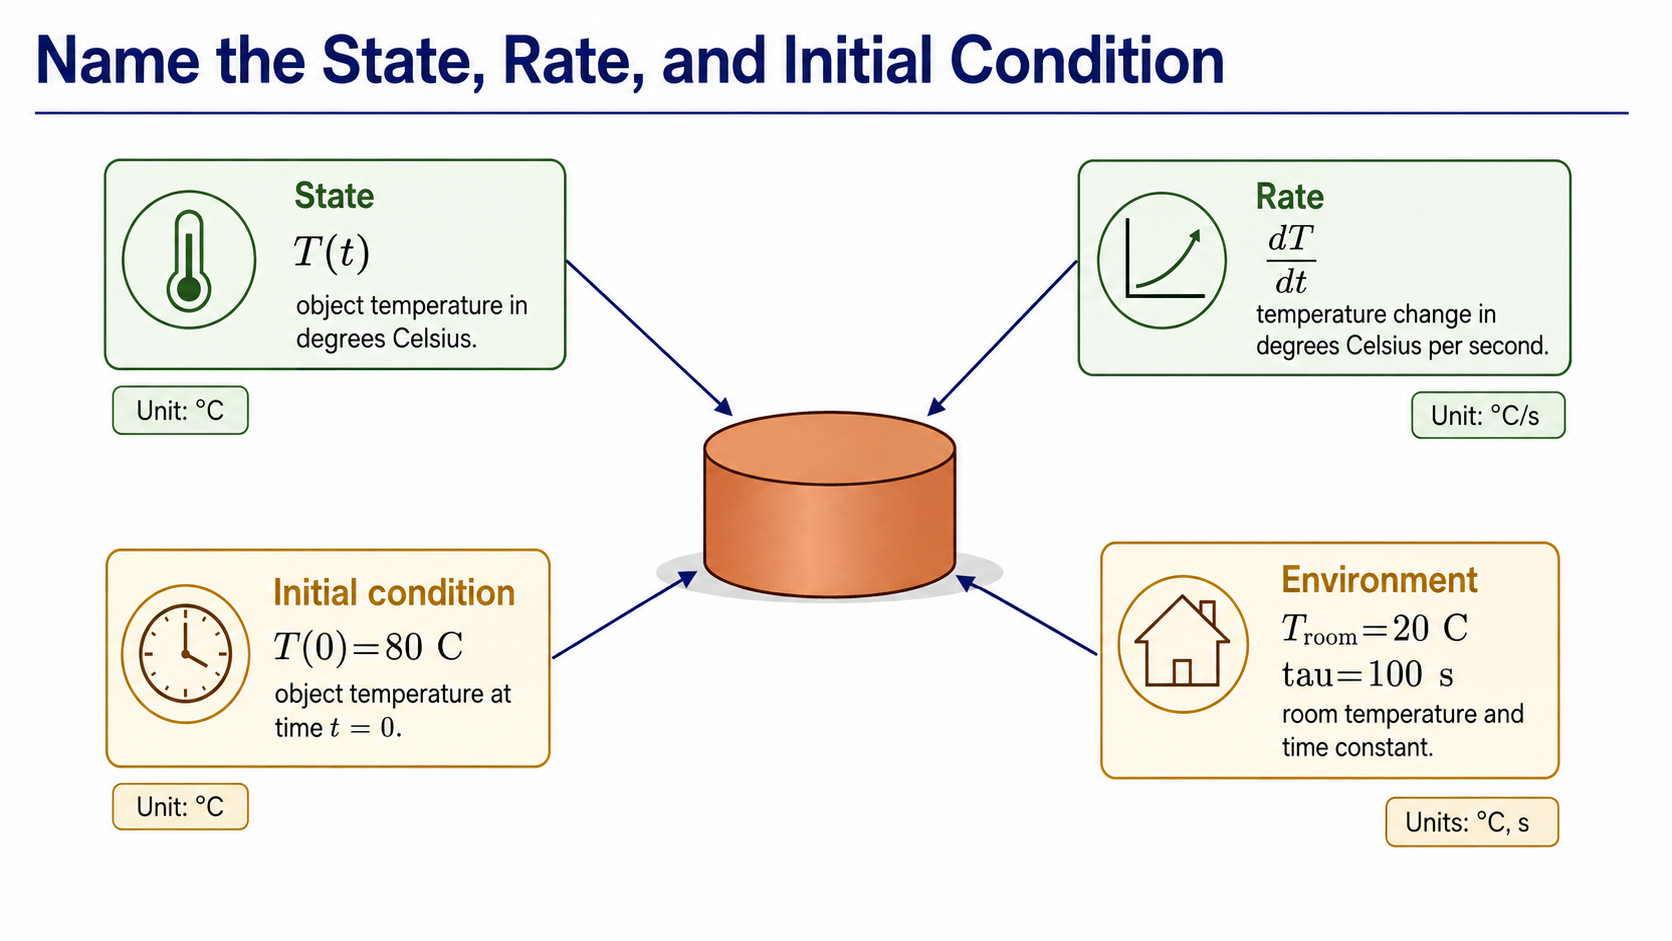 Name the State, Rate, and Initial Condition
State
T(t)
object temperature in
degrees Celsius.
Unit: °C
Rate
dT
dt
temperature change in
degrees Celsius per second.
Unit: °C/s
Initial condition
T(0)=80 C
object temperature at
time t = 0.
Unit: °C
Environment
Troom=20 C
tau=100 s
room temperature and
time constant.
Units: °C, s